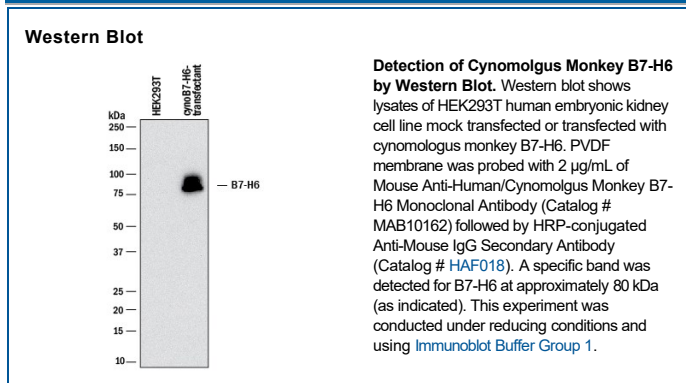 Western Blot
HEK293T
cynoB7-H6-
transfectant
kDa
250
150
100
75
50
37
25
20
15
10
B7-H6
Detection of Cynomolgus Monkey B7-H6
by Western Blot. Western blot shows
lysates of HEK293T human embryonic kidney
cell line mock transfected or transfected with
cynomologus monkey B7-H6. PVDF
membrane was probed with 2 µg/mL of
Mouse Anti-Human/Cynomolgus Monkey B7-
H6 Monoclonal Antibody (Catalog #
MAB10162) followed by HRP-conjugated
Anti-Mouse IgG Secondary Antibody
(Catalog # HAF018). A specific band was
detected for B7-H6 at approximately 80 kDa
(as indicated). This experiment was
conducted under reducing conditions and
using Immunoblot Buffer Group 1.